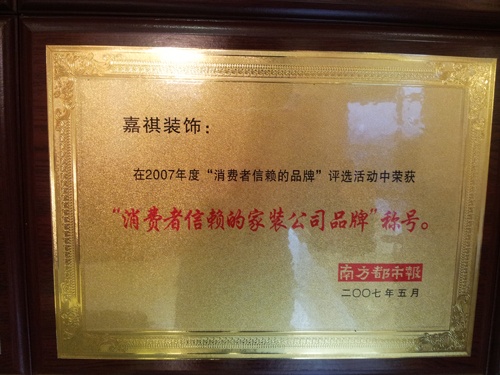 嘉祺装饰：
在2007年度“消费者信赖的品牌”评选活动中荣获
“消费者信赖的家装公司品牌”称号。
南方都市報
二〇〇七年五月